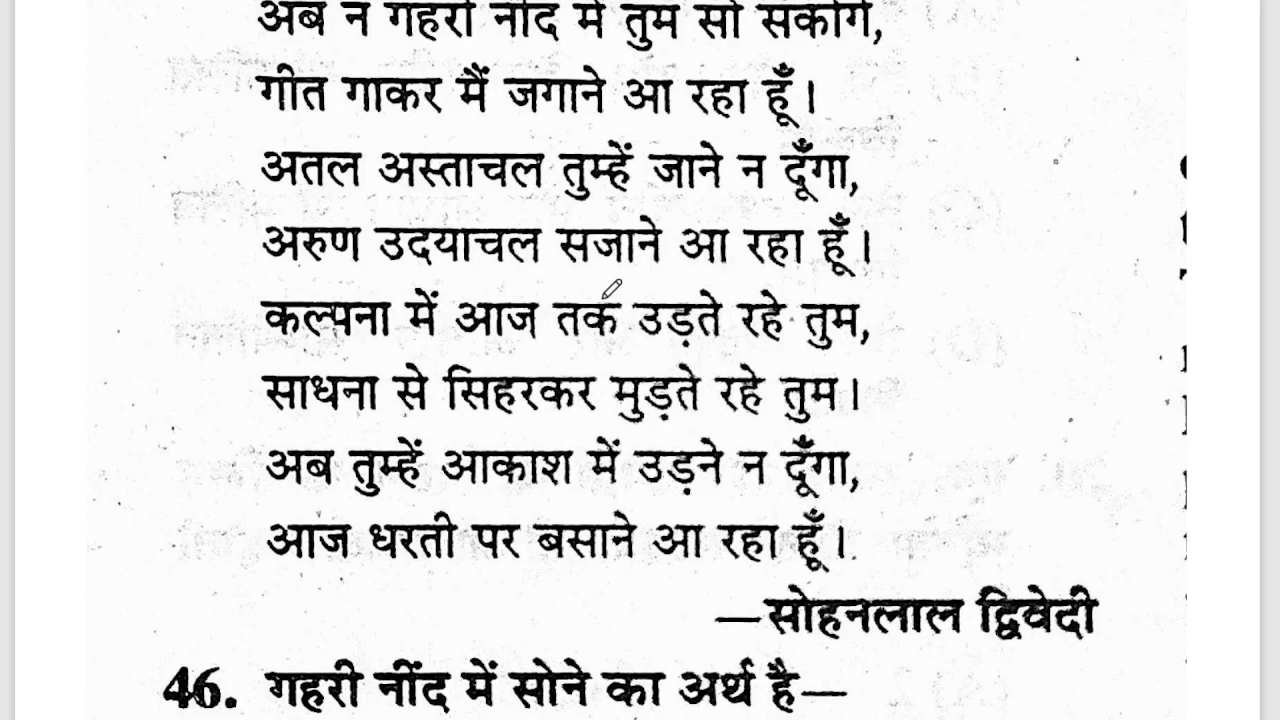 अब न गहरी नींद में तुम सो सकोगे,
गीत गाकर मैं जगाने आ रहा हूँ।
अतल अस्ताचल तुम्हें जाने न दूँगा,
अरुण उदयाचल सजाने आ रहा हूँ।
कल्पना में आज तक उड़ते रहे तुम,
साधना से सिहरकर मुड़ते रहे तुम।
अब तुम्हें आकाश में उड़ने न दूँगा,
आज धरती पर बसाने आ रहा हूँ।
—सोहनलाल द्विवेदी
46. गहरी नींद में सोने का अर्थ है—